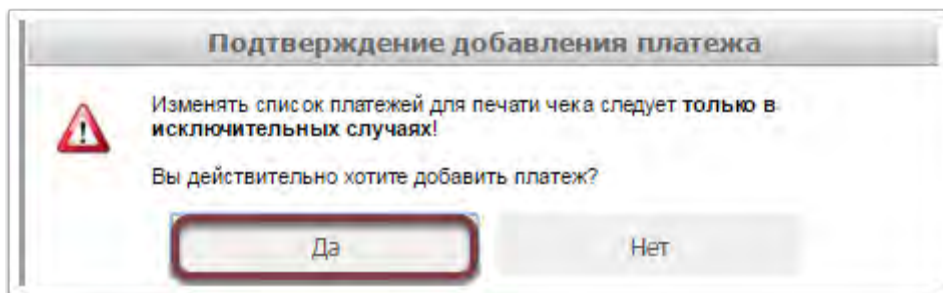 Подтверждение добавления платежа
Изменять список платежей для печати чека следует только в
исключительных случаях!
Вы действительно хотите добавить платеж?
Да
Нет